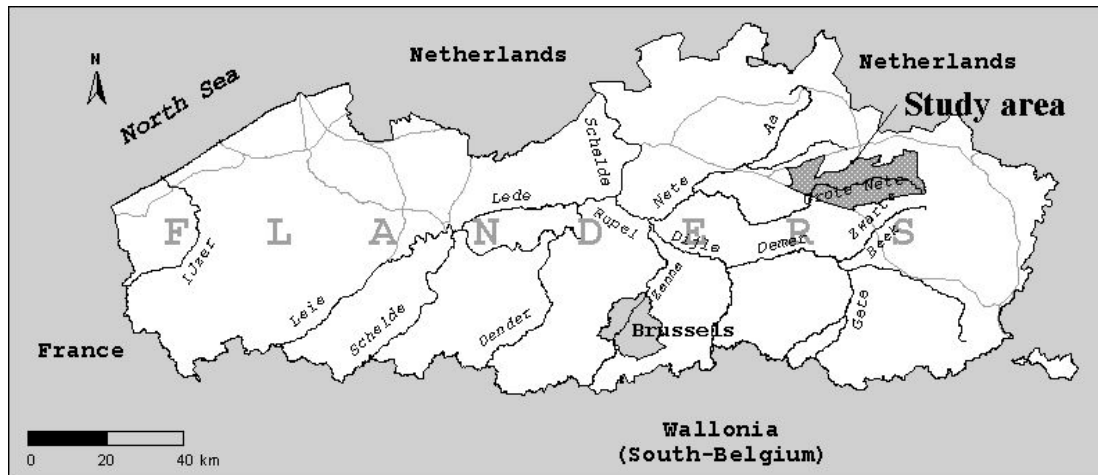 Netherlands
Netherlands
N
North Sea
Study area
Aa
Schelde
Nete
Grote Nete
Lede
Rupel
Zwarte
Beek
FLANDERS
Dijle
Demer
IJzer
Zenne
Leie
Schelde
Dender
Gete
Brussels
France
Wallonia
(South-Belgium)
0 20 40 km